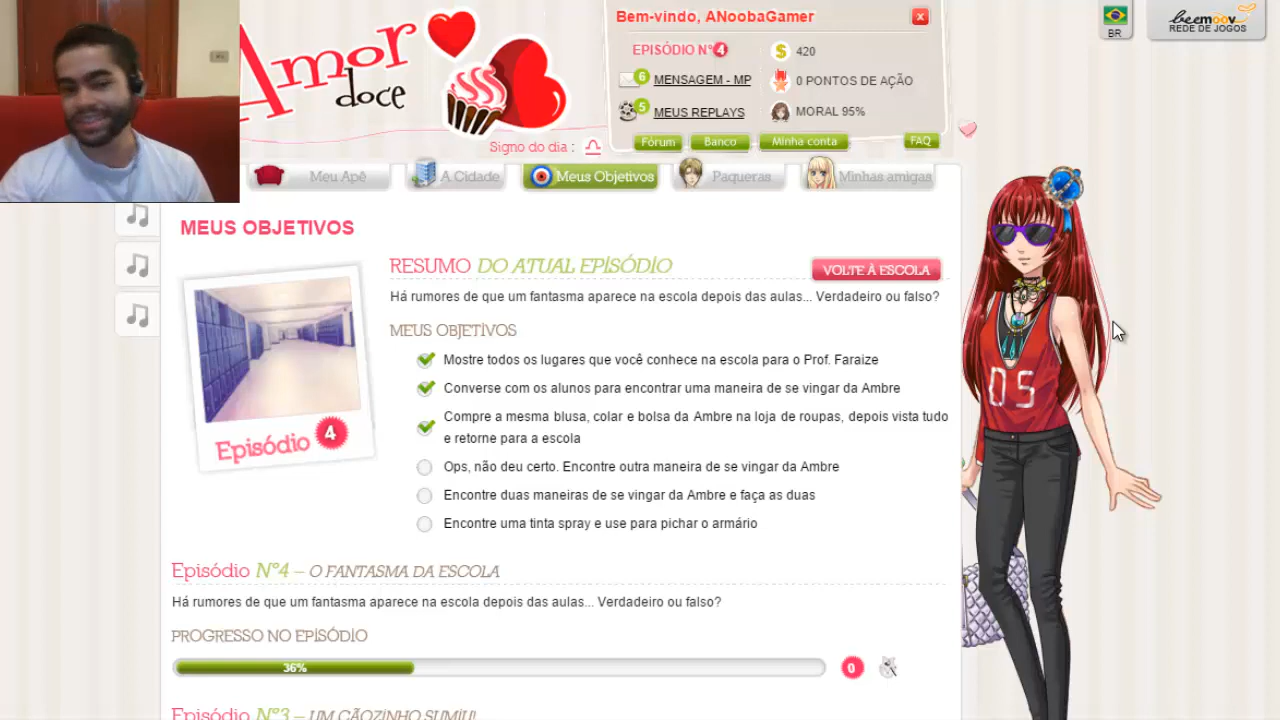 Amor
doce
Bem-vindo, ANoobaGamer
x
EPISÓDIO N° 4
420
6 MENSAGEM - MP
0 PONTOS DE AÇÃO
5 MEUS REPLAYS
MORAL 95%
Fórum
Banco
Minha conta
FAQ
BR
beemoov
REDE DE JOGOS
Signo do dia :
Meu Apê
A Cidade
Meus Objetivos
Paqueras
Minhas amigas
MEUS OBJETIVOS
RESUMO DO ATUAL EPISÓDIO
VOLTE À ESCOLA
Há rumores de que um fantasma aparece na escola depois das aulas... Verdadeiro ou falso?
MEUS OBJETIVOS
Mostre todos os lugares que você conhece na escola para o Prof. Faraize
Converse com os alunos para encontrar uma maneira de se vingar da Ambre
Compre a mesma blusa, colar e bolsa da Ambre na loja de roupas, depois vista tudo
e retorne para a escola
Ops, não deu certo. Encontre outra maneira de se vingar da Ambre
Encontre duas maneiras de se vingar da Ambre e faça as duas
Encontre uma tinta spray e use para pichar o armário
Episódio 4
05
Episódio N°4 – O FANTASMA DA ESCOLA
Há rumores de que um fantasma aparece na escola depois das aulas... Verdadeiro ou falso?
PROGRESSO NO EPISÓDIO
36%
0
Episódio N°3 – UM CÃOZINHO SUMIU!